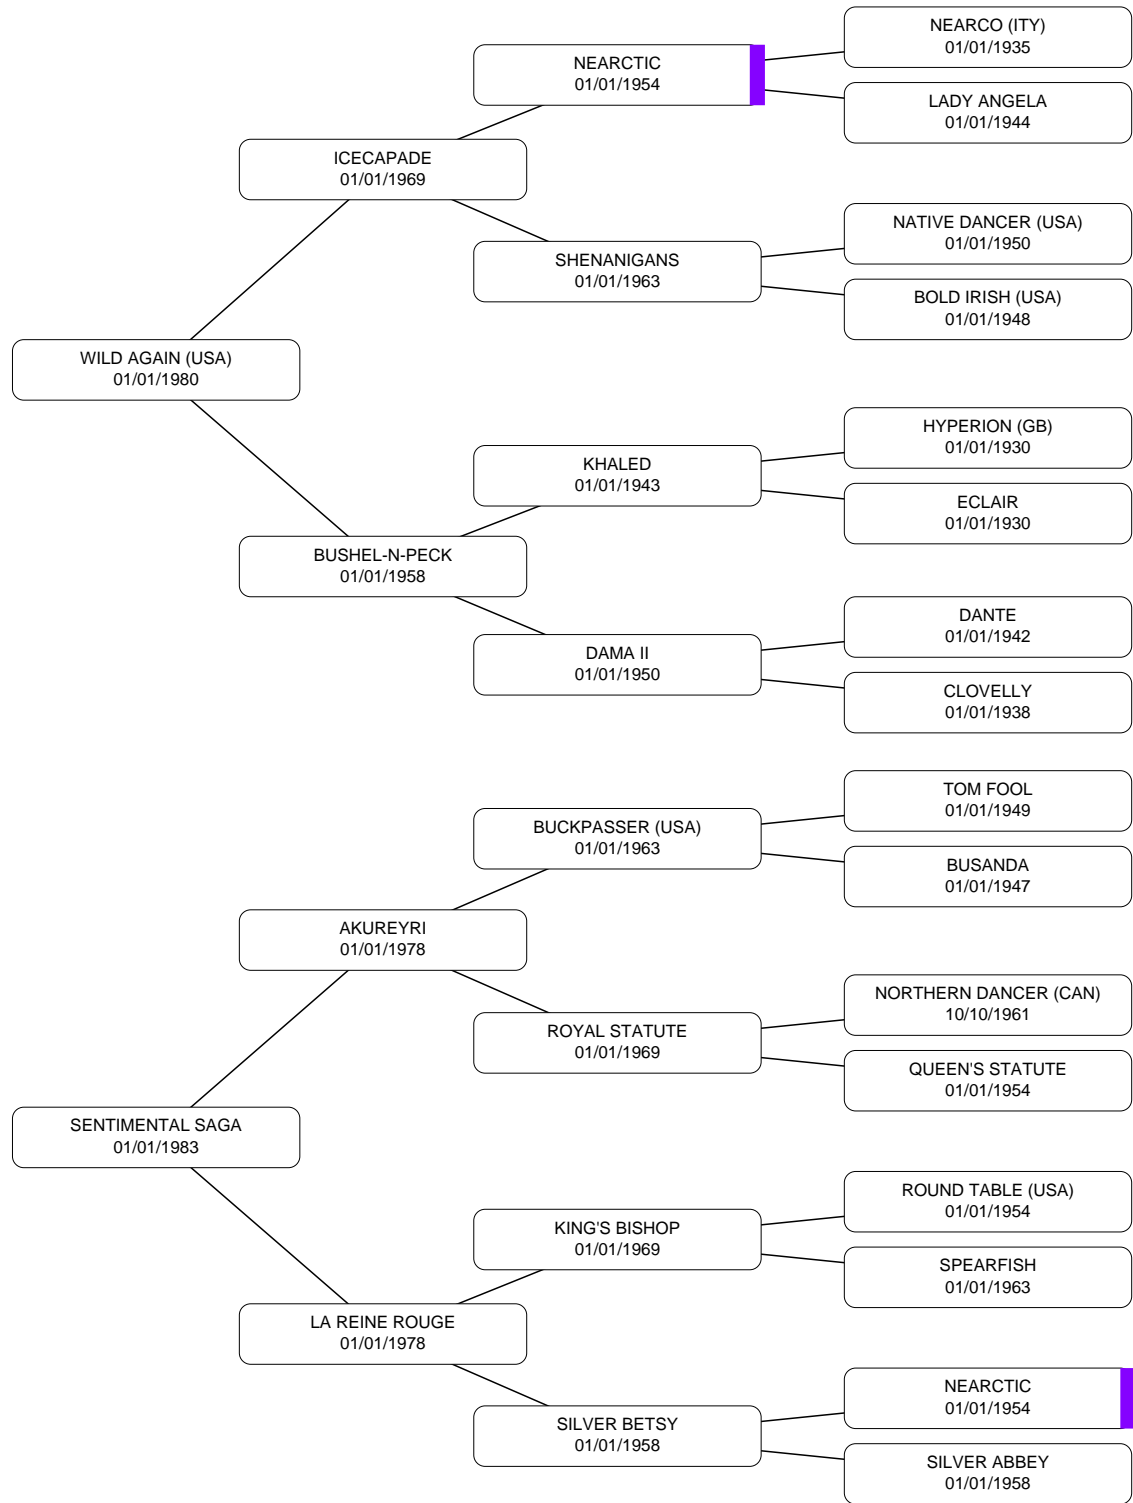 NEARCO (ITY)
01/01/1935
NEARCTIC
01/01/1954
LADY ANGELA
01/01/1944
ICECAPADE
01/01/1969
NATIVE DANCER (USA)
01/01/1950
SHENANIGANS
01/01/1963
BOLD IRISH (USA)
01/01/1948
WILD AGAIN (USA)
01/01/1980
HYPERION (GB)
01/01/1930
KHALED
01/01/1943
ECLAIR
01/01/1930
BUSHEL-N-PECK
01/01/1958
DANTE
01/01/1942
DAMA II
01/01/1950
CLOVELLY
01/01/1938
TOM FOOL
01/01/1949
BUCKPASSER (USA)
01/01/1963
BUSANDA
01/01/1947
AKUREYRI
01/01/1978
NORTHERN DANCER (CAN)
10/10/1961
ROYAL STATUTE
01/01/1969
QUEEN'S STATUTE
01/01/1954
SENTIMENTAL SAGA
01/01/1983
ROUND TABLE (USA)
01/01/1954
KING'S BISHOP
01/01/1969
SPEARFISH
01/01/1963
LA REINE ROUGE
01/01/1978
NEARCTIC
01/01/1954
SILVER BETSY
01/01/1958
SILVER ABBEY
01/01/1958